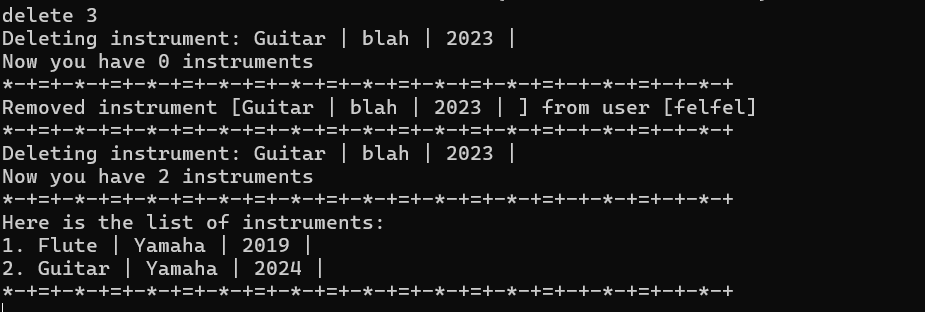 delete 3
Deleting instrument: Guitar | blah | 2023 |
Now you have 0 instruments
*-+=+-*-+=+-*-+=+-*-+=+-*-+=+-*-+=+-*-+=+-*-+=+-*-+=+-*-+=+-*-+
Removed instrument [Guitar | blah | 2023 | ] from user [felfel]
*-+=+-*-+=+-*-+=+-*-+=+-*-+=+-*-+=+-*-+=+-*-+=+-*-+=+-*-+=+-*-+
Deleting instrument: Guitar | blah | 2023 |
Now you have 2 instruments
*-+=+-*-+=+-*-+=+-*-+=+-*-+=+-*-+=+-*-+=+-*-+=+-*-+=+-*-+=+-*-+
Here is the list of instruments:
1. Flute | Yamaha | 2019 |
2. Guitar | Yamaha | 2024 |
*-+=+-*-+=+-*-+=+-*-+=+-*-+=+-*-+=+-*-+=+-*-+=+-*-+=+-*-+=+-*-+